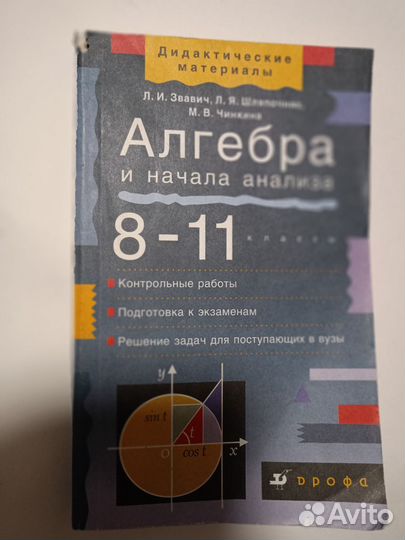 Дидактические
материалы
Л. И. Звавич, Л. Я. Шляпочник,
М. В. Чинкина
Алгебра
и начала анализа
8-11
классы
Контрольные работы
Подготовка к экзаменам
Решение задач для поступающих в вузы
y
sin t
t
O
cos t
x
дрофа
Avito